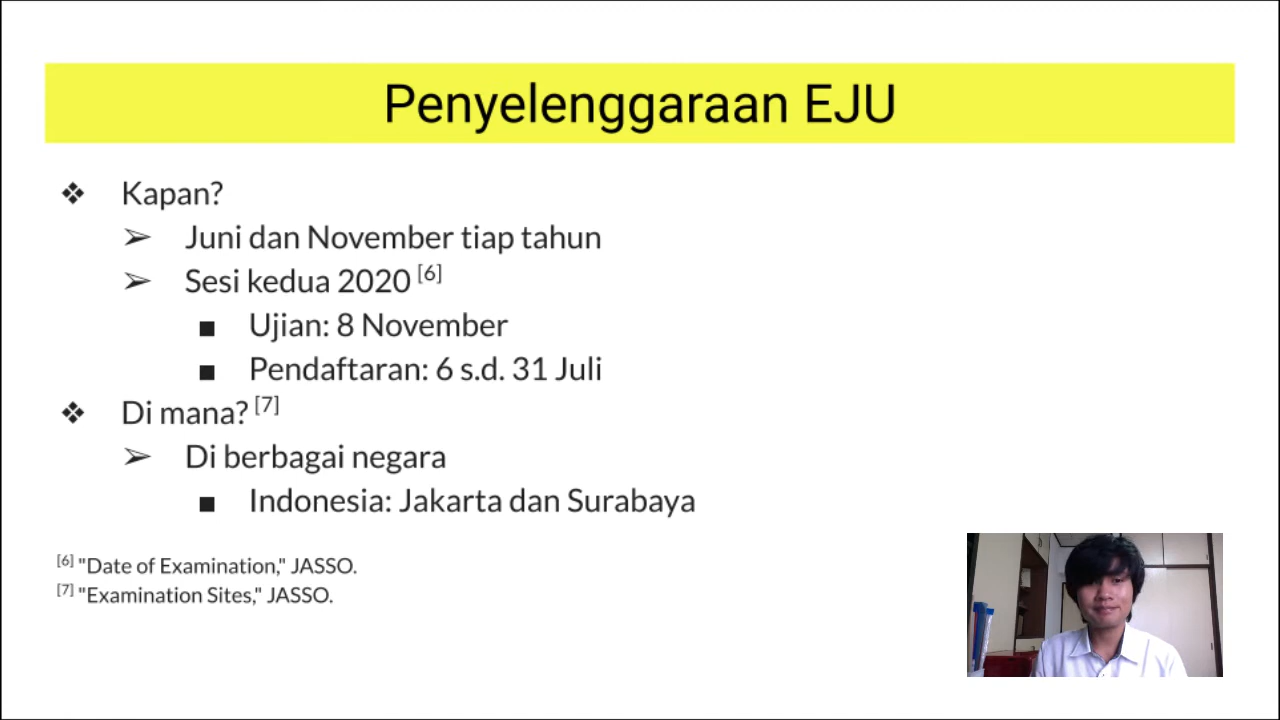 Penyelenggaraan EJU
❖ Kapan?
➢ Juni dan November tiap tahun
➢ Sesi kedua 2020 [6]
■ Ujian: 8 November
■ Pendaftaran: 6 s.d. 31 Juli
❖ Di mana? [7]
➢ Di berbagai negara
■ Indonesia: Jakarta dan Surabaya
[6] "Date of Examination," JASSO.
[7] "Examination Sites," JASSO.